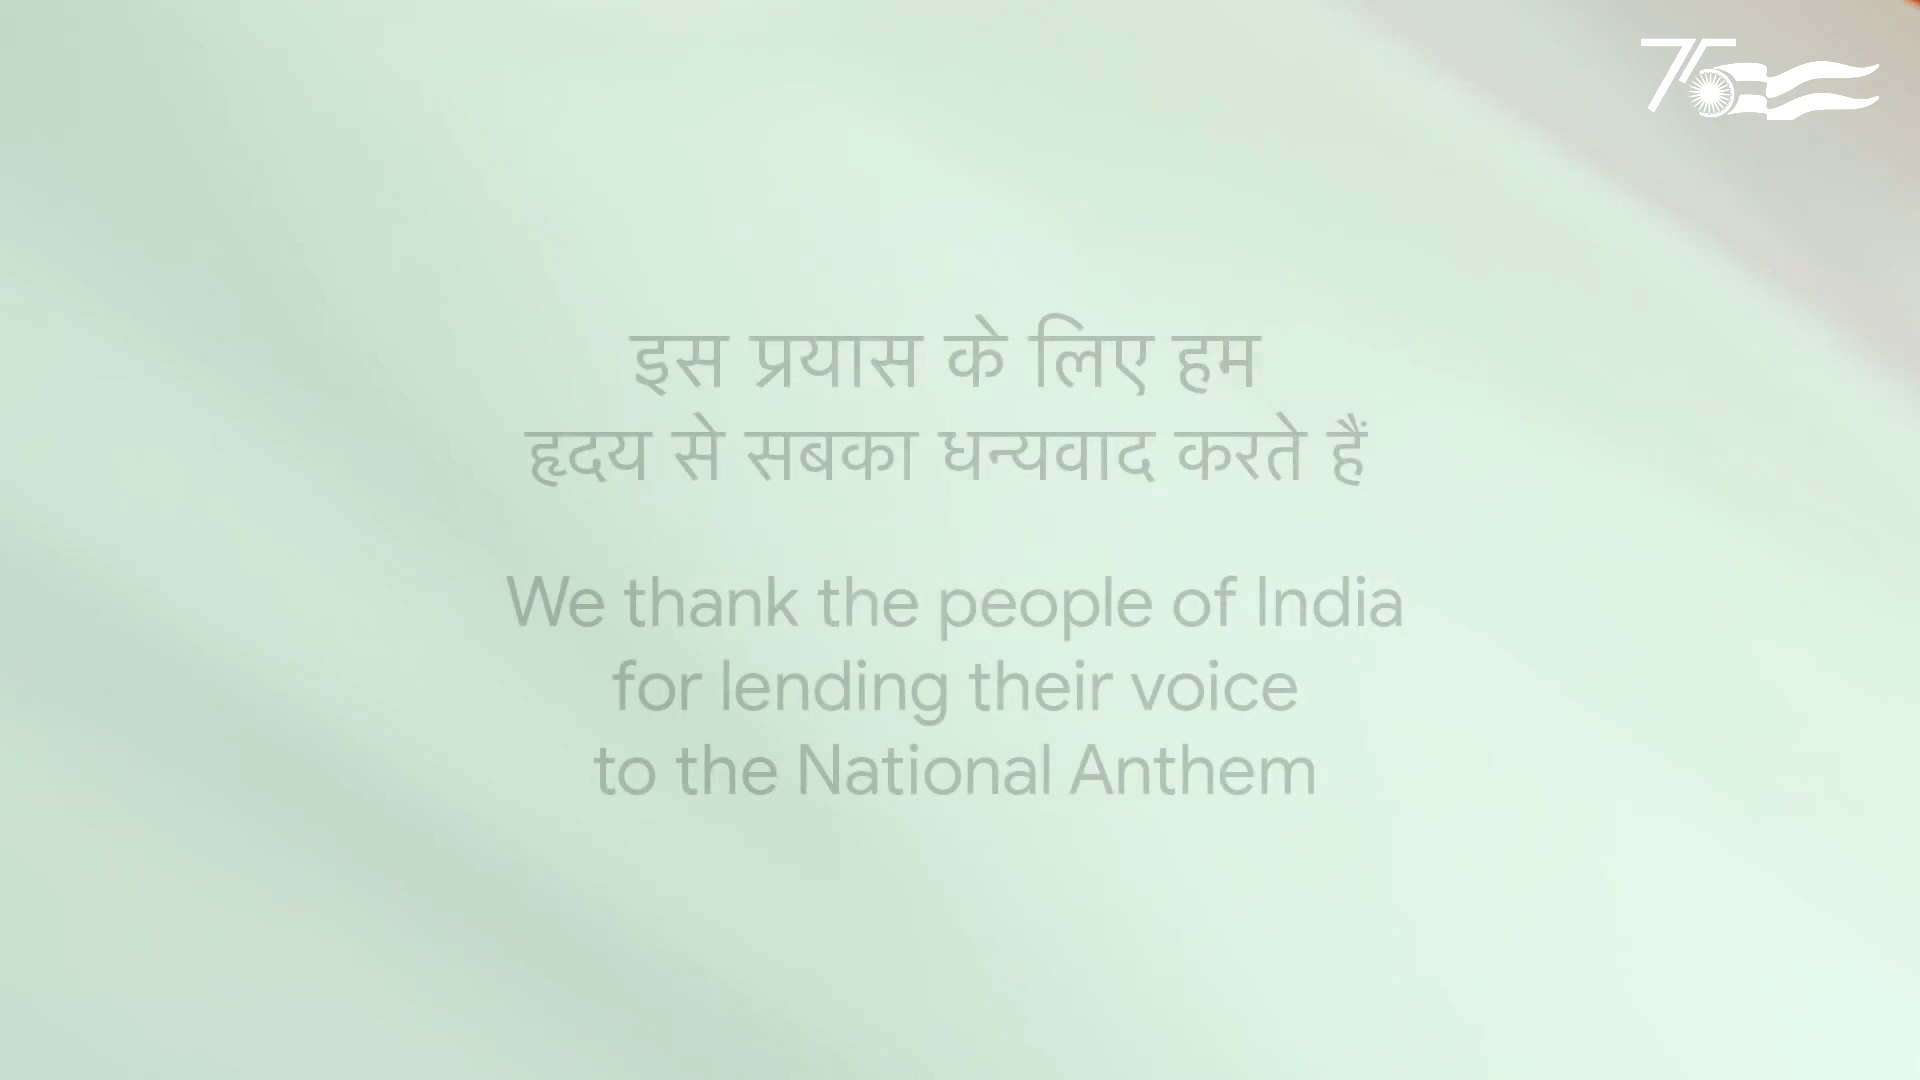 75
इस प्रयास के लिए हम
हृदय से सबका धन्यवाद करते हैं
We thank the people of India
for lending their voice
to the National Anthem